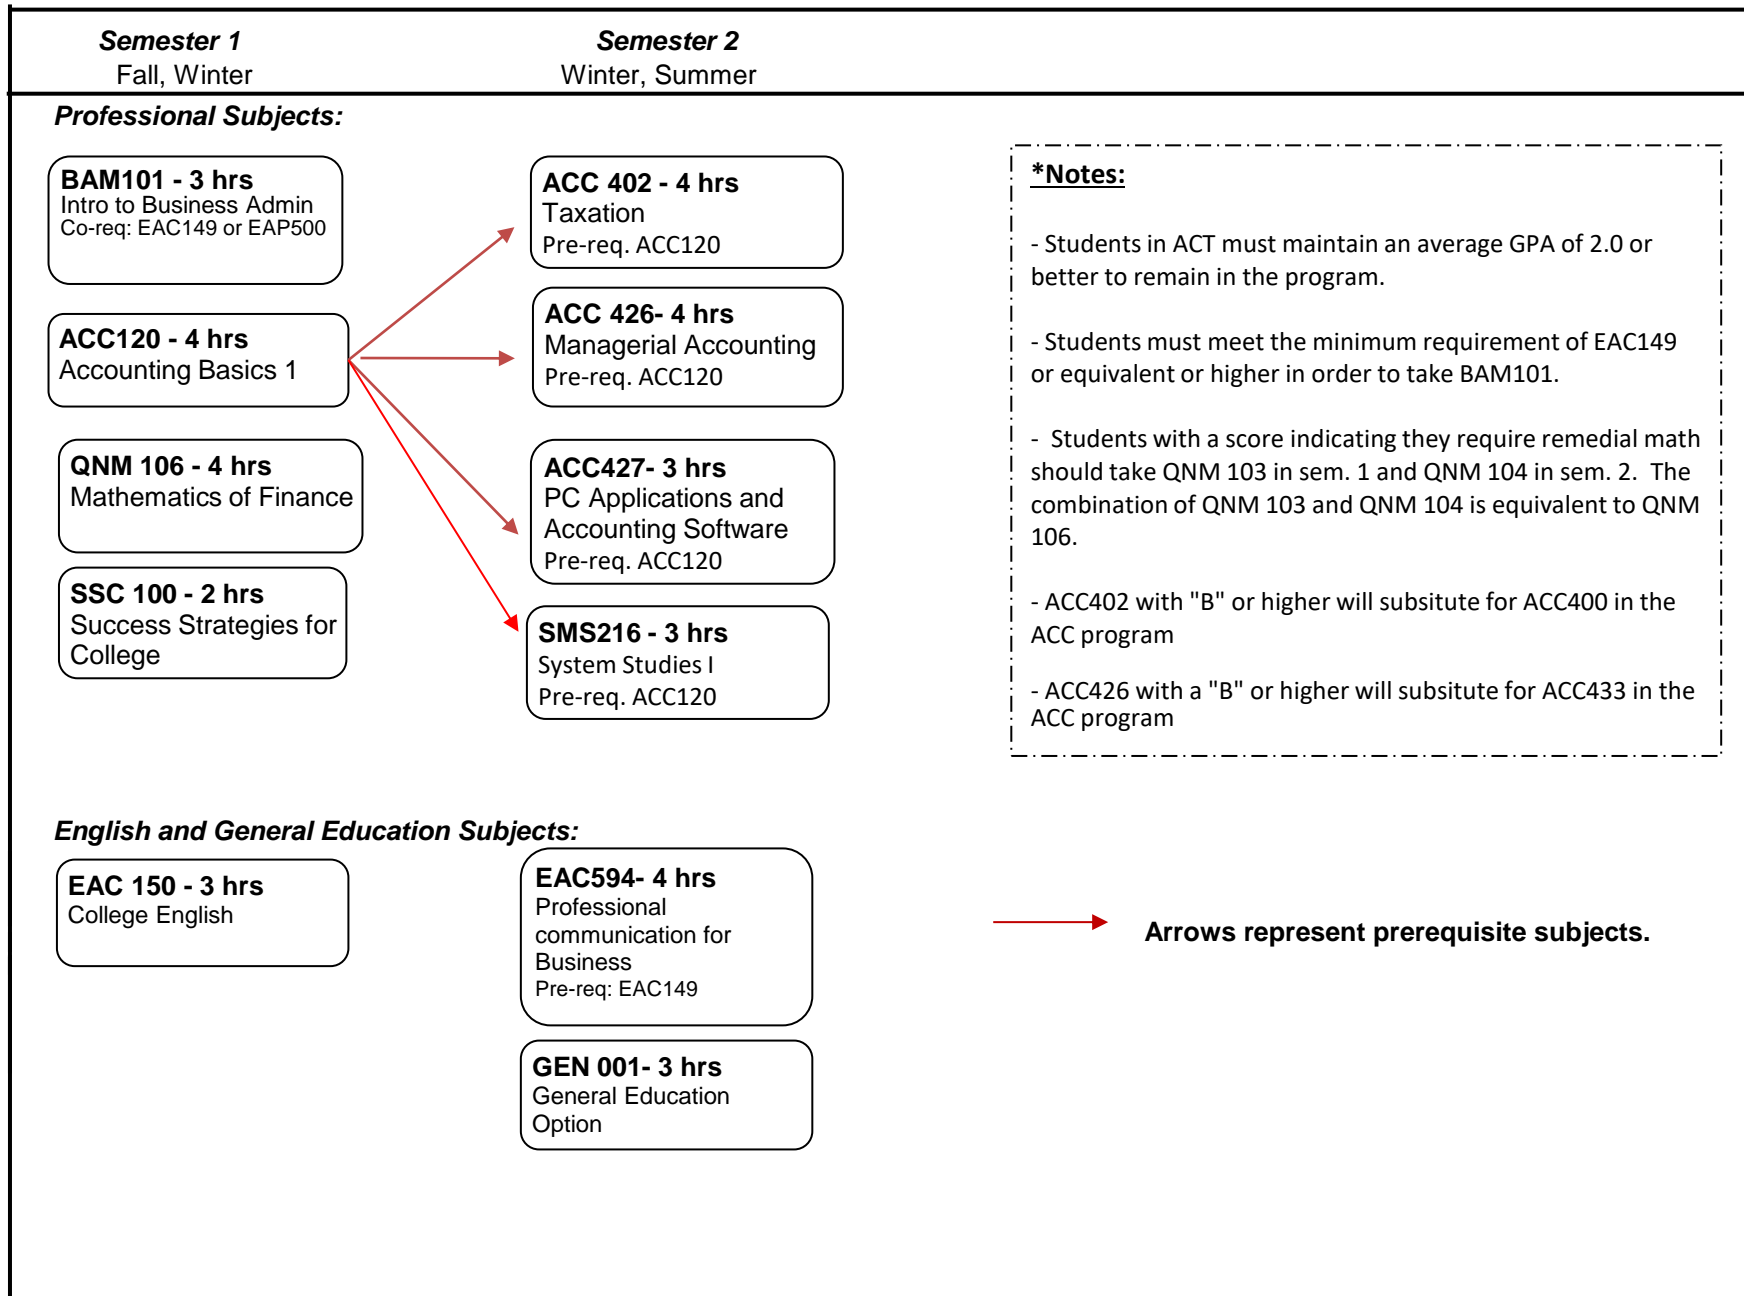 Semester 1
Fall, Winter
Semester 2
Winter, Summer
Professional Subjects:
BAM101 - 3 hrs
Intro to Business Admin
Co-req: EAC149 or EAP500
ACC120 - 4 hrs
Accounting Basics 1
QNM 106 - 4 hrs
Mathematics of Finance
SSC 100 - 2 hrs
Success Strategies for
College
ACC 402 - 4 hrs
Taxation
Pre-req. ACC120
ACC 426- 4 hrs
Managerial Accounting
Pre-req. ACC120
ACC427- 3 hrs
PC Applications and
Accounting Software
Pre-req. ACC120
SMS216 - 3 hrs
System Studies I
Pre-req. ACC120
*Notes:
- Students in ACT must maintain an average GPA of 2.0 or
better to remain in the program.
- Students must meet the minimum requirement of EAC149
or equivalent or higher in order to take BAM101.
- Students with a score indicating they require remedial math
should take QNM 103 in sem. 1 and QNM 104 in sem. 2. The
combination of QNM 103 and QNM 104 is equivalent to QNM
106.
- ACC402 with "B" or higher will subsitute for ACC400 in the
ACC program
- ACC426 with a "B" or higher will subsitute for ACC433 in the
ACC program
English and General Education Subjects:
EAC 150 - 3 hrs
College English
EAC594- 4 hrs
Professional
communication for
Business
Pre-req: EAC149
GEN 001- 3 hrs
General Education
Option
Arrows represent prerequisite subjects.